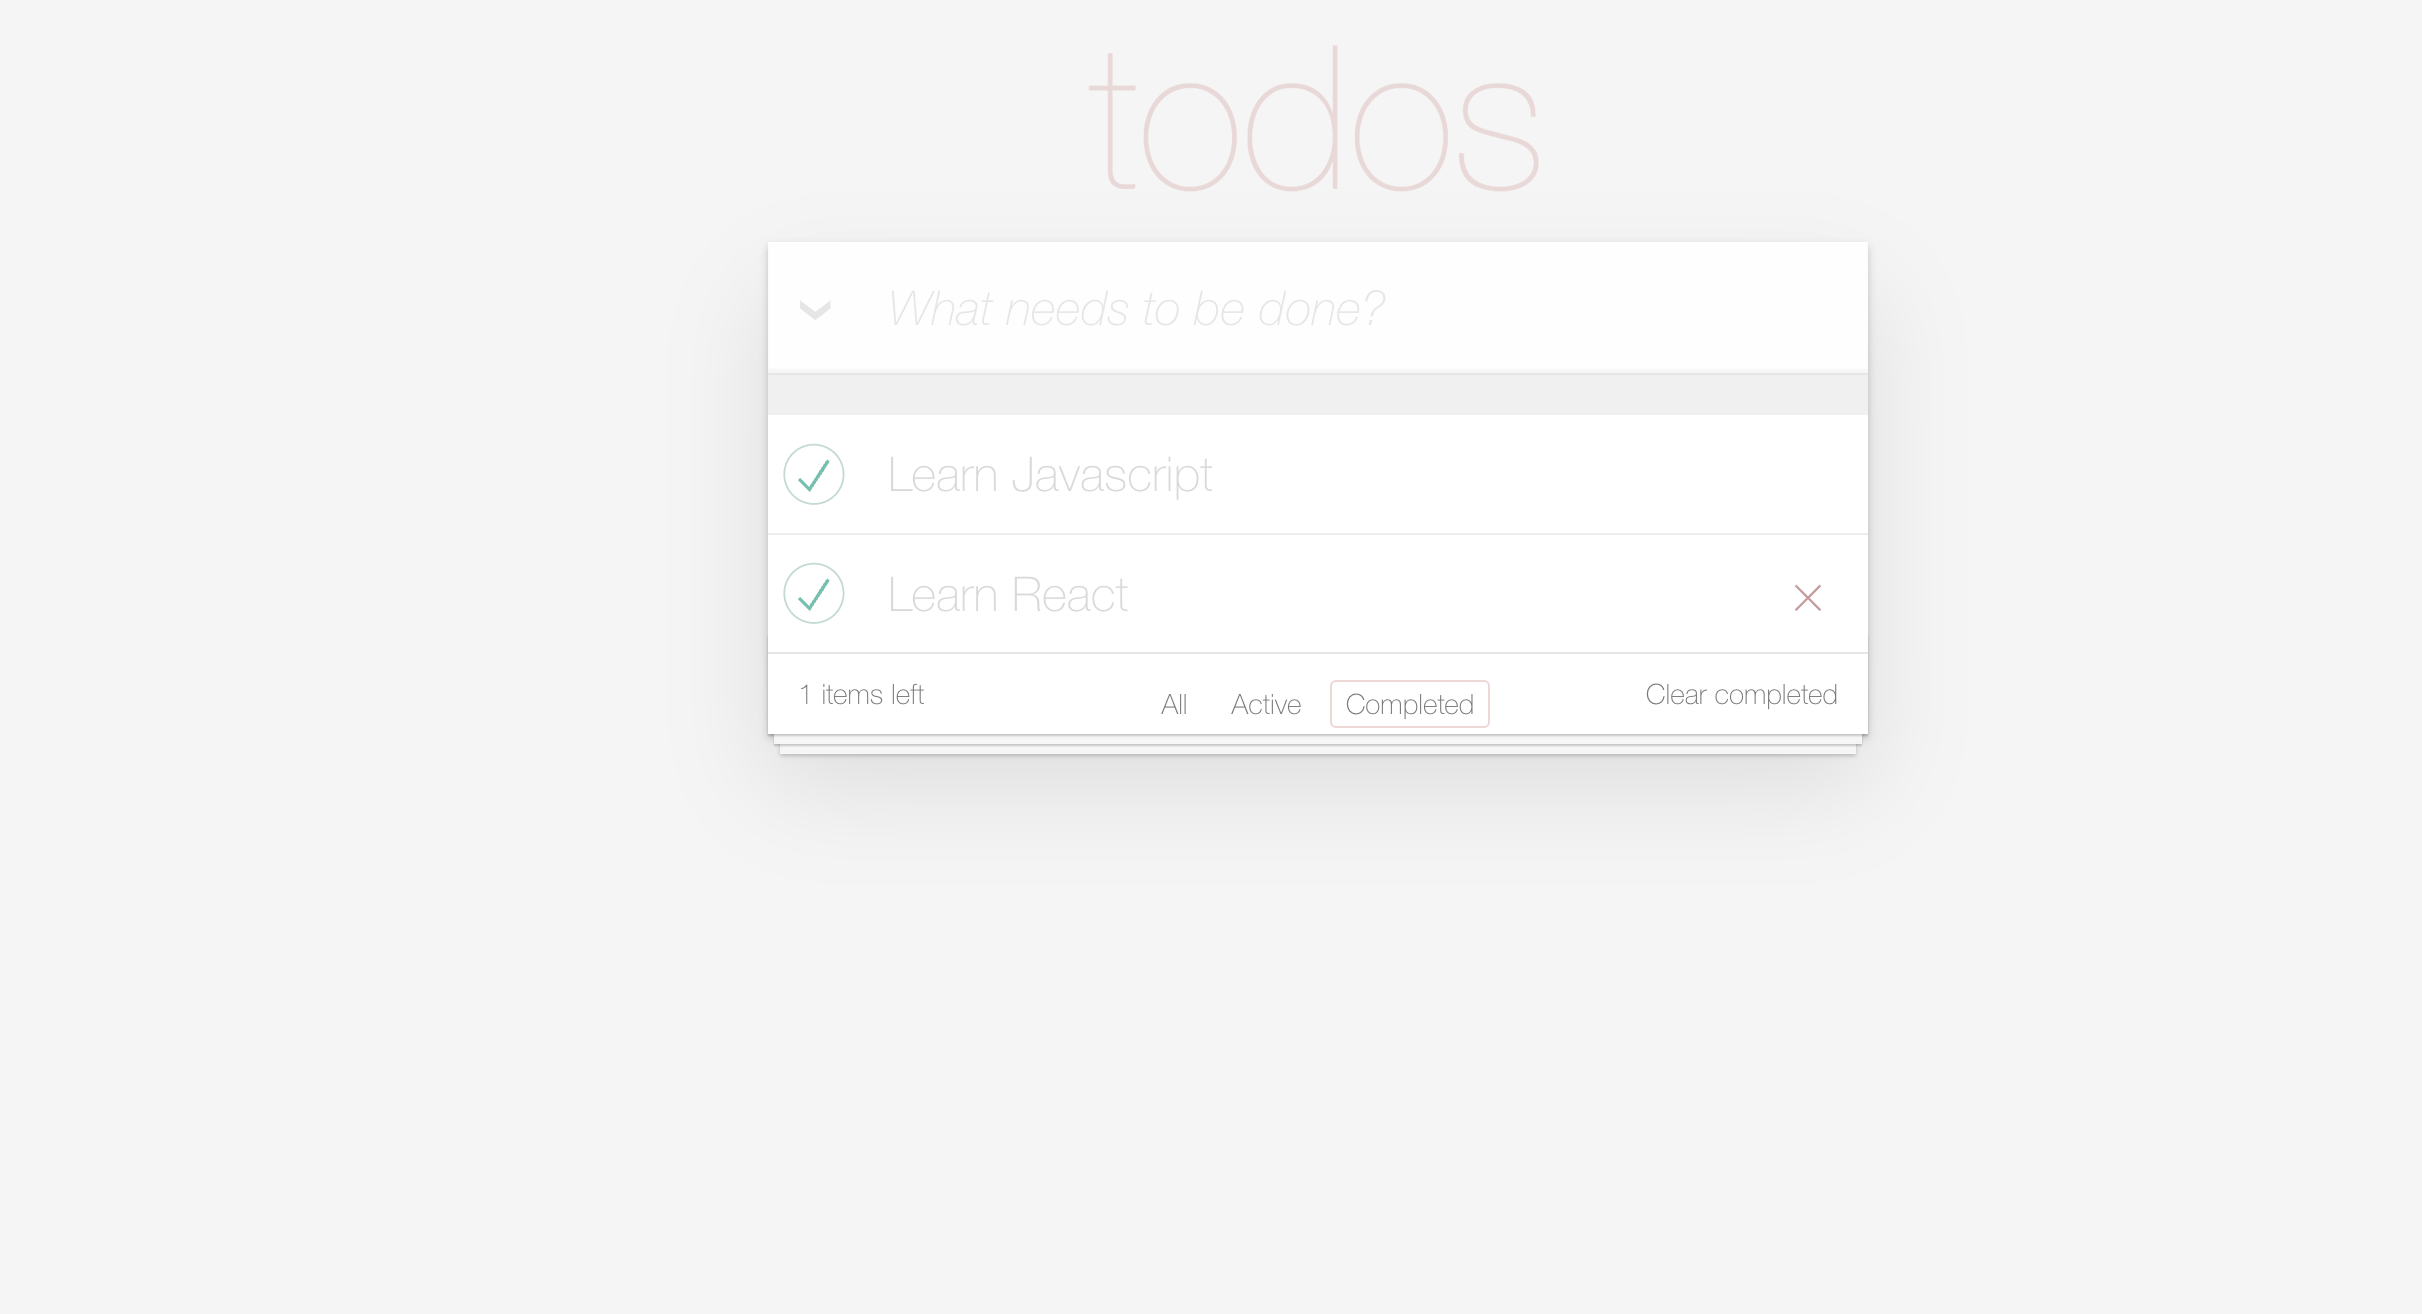 todos
What needs to be done?
Learn Javascript
Learn React
1 items left
All Active Completed
Clear completed